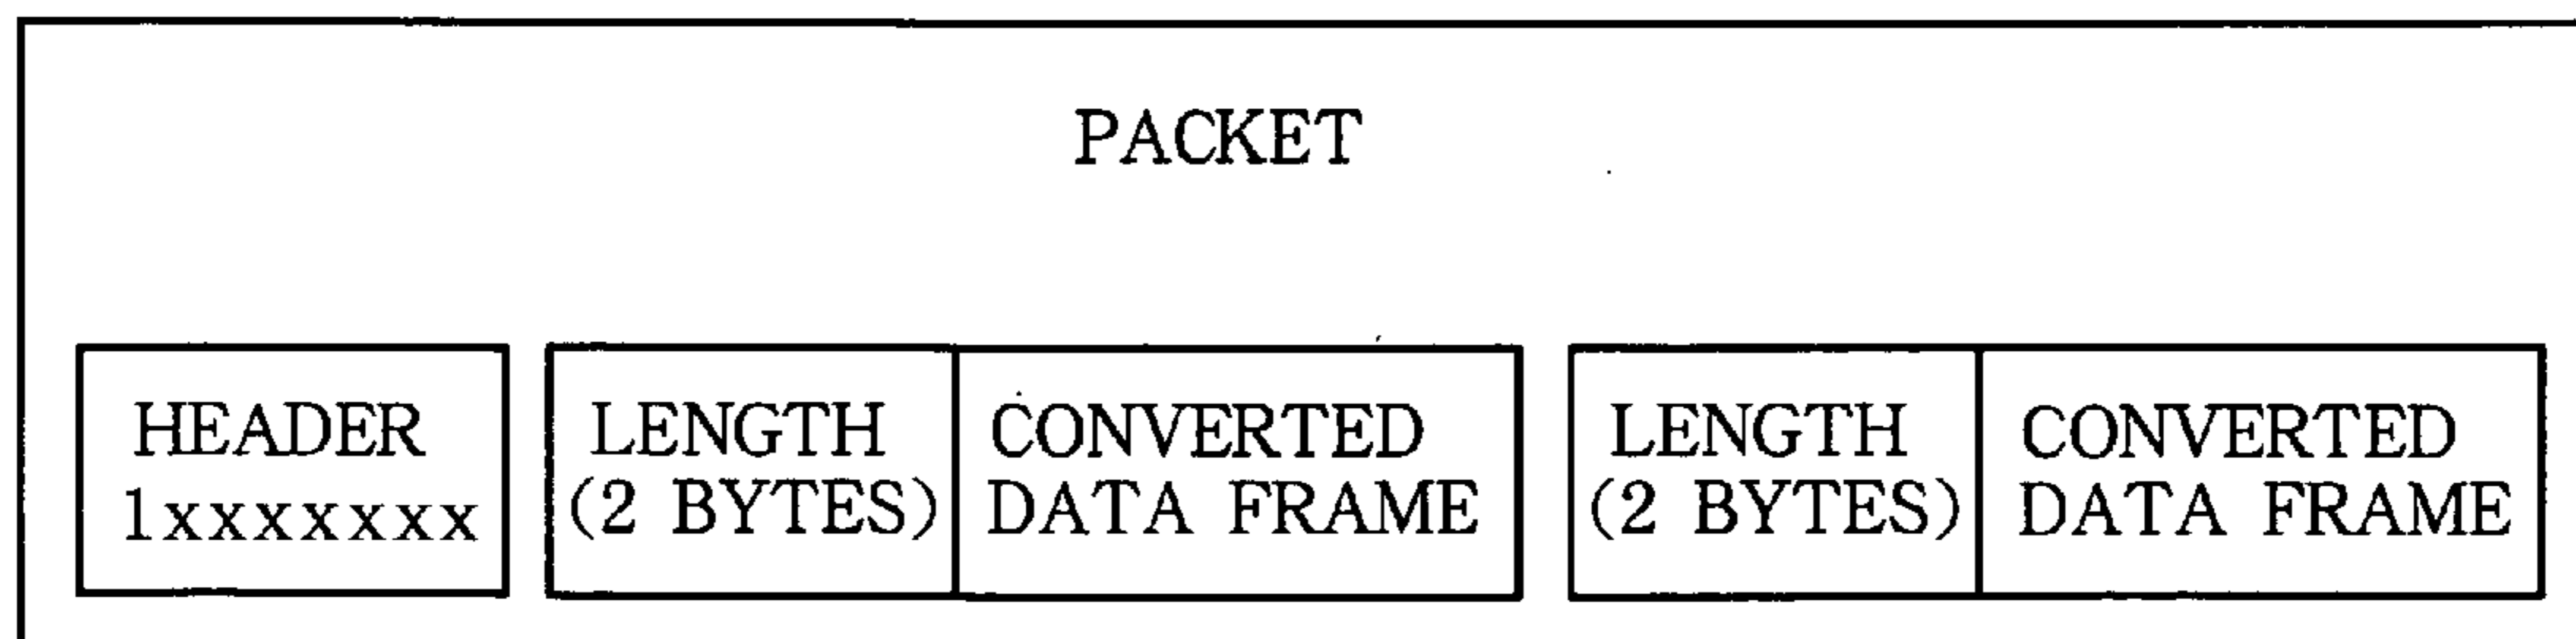 PACKET
HEADER
1xxxxxxx
LENGTH
(2 BYTES)
CONVERTED
DATA FRAME
LENGTH
(2 BYTES)
CONVERTED
DATA FRAME